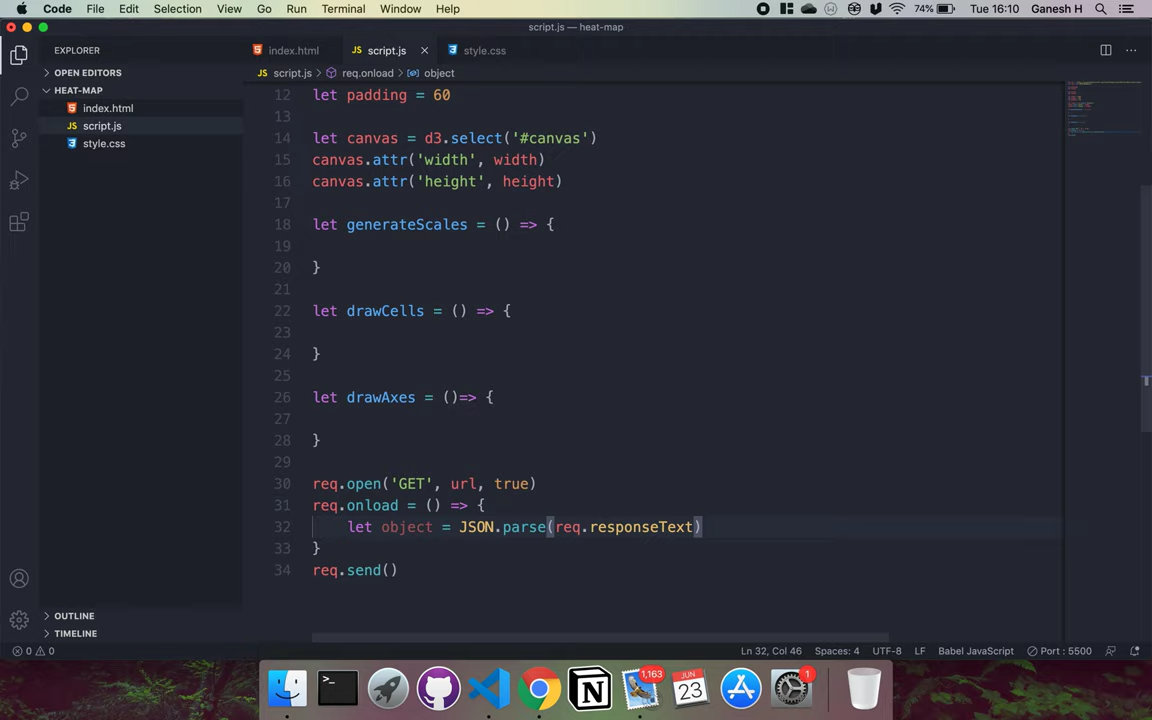 Code File Edit Selection View Go Run Terminal Window Help 74% Tue 16:10 Ganesh H
script.js — heat-map
EXPLORER
index.html
JS script.js
style.css
OPEN EDITORS
JS script.js > req.onload > object
HEAT-MAP
index.html
JS script.js
style.css
12 let padding = 60
13
14 let canvas = d3.select('#canvas')
15 canvas.attr('width', width)
16 canvas.attr('height', height)
17
18 let generateScales = () => {
19
20 }
21
22 let drawCells = () => {
23
24 }
25
26 let drawAxes = ()=> {
27
28 }
29
30 req.open('GET', url, true)
31 req.onload = () => {
32 let object = JSON.parse(req.responseText)
33 }
34 req.send()
OUTLINE
TIMELINE
0 0 Ln 32, Col 46 Spaces: 4 UTF-8 LF Babel JavaScript Port : 5500
1,163
JUN
23
1